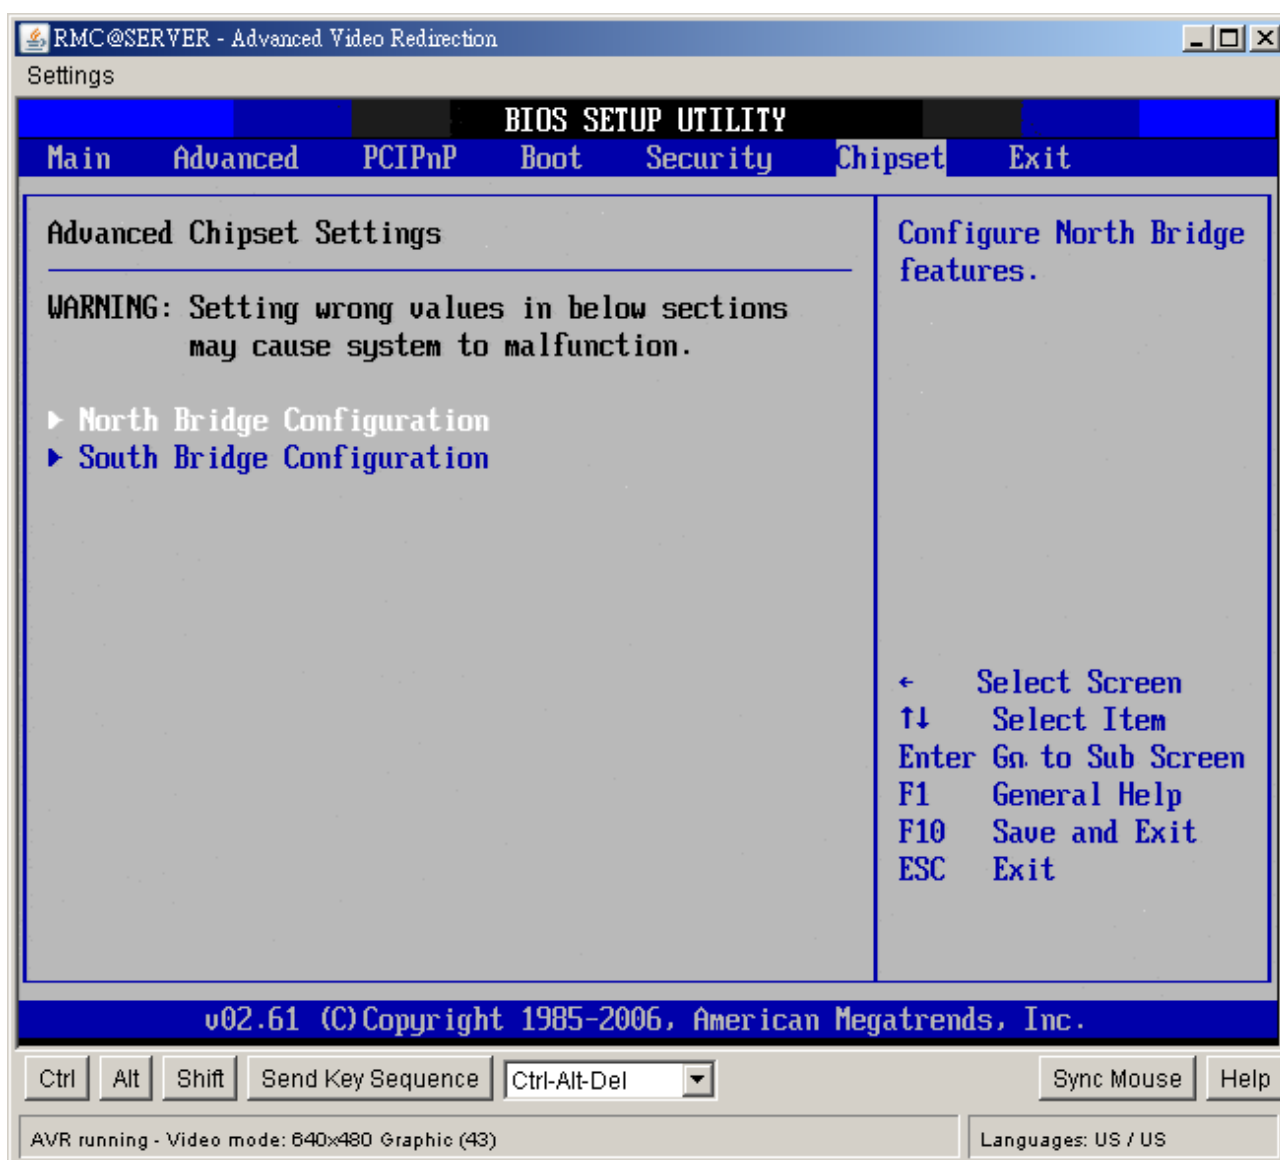 RMC@SERVER - Advanced Video Redirection
Settings
BIOS SETUP UTILITY
Main Advanced PCIPnP Boot Security Chipset Exit
Advanced Chipset Settings
WARNING: Setting wrong values in below sections
may cause system to malfunction.
▶ North Bridge Configuration
▶ South Bridge Configuration
Configure North Bridge
features.
← Select Screen
↑↓ Select Item
Enter Go to Sub Screen
F1 General Help
F10 Save and Exit
ESC Exit
v02.61 (C)Copyright 1985-2006, American Megatrends, Inc.
Ctrl Alt Shift Send Key Sequence Ctrl-Alt-Del Sync Mouse Help
AVR running - Video mode: 640x480 Graphic (43) Languages: US / US